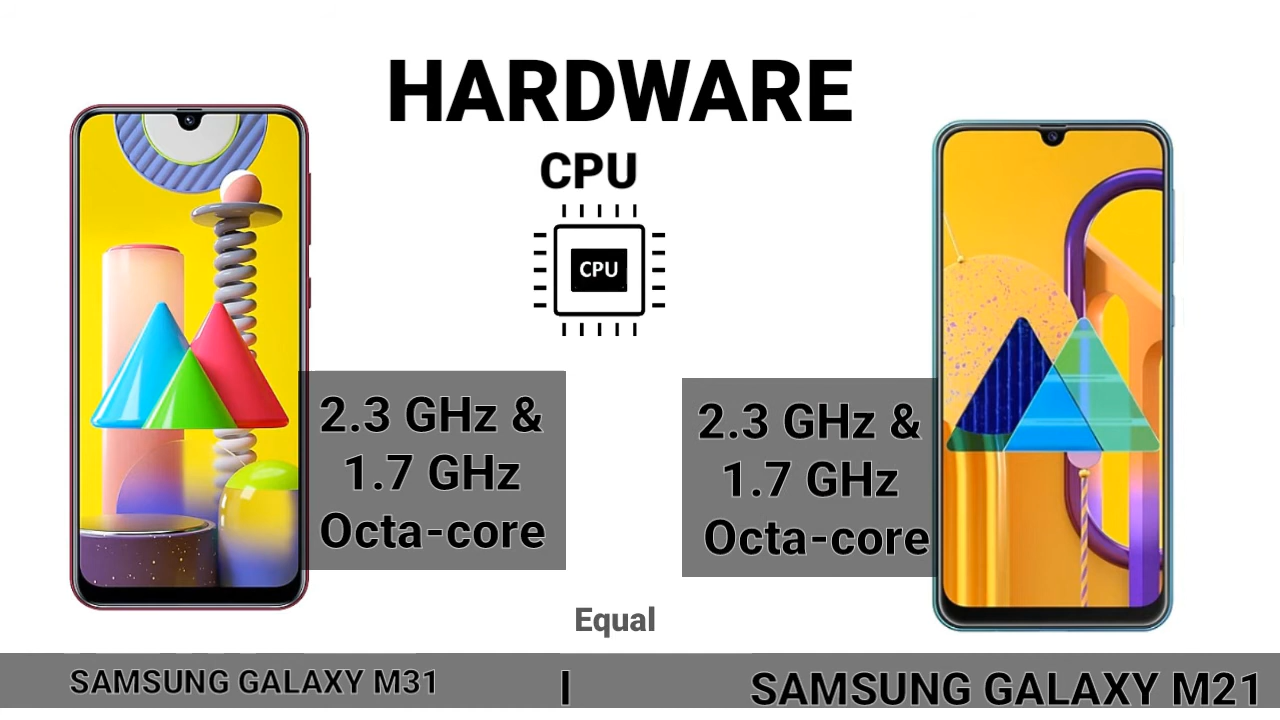 HARDWARE
CPU
CPU
2.3 GHz &
1.7 GHz
Octa-core
2.3 GHz &
1.7 GHz
Octa-core
Equal
SAMSUNG GALAXY M31 | SAMSUNG GALAXY M21